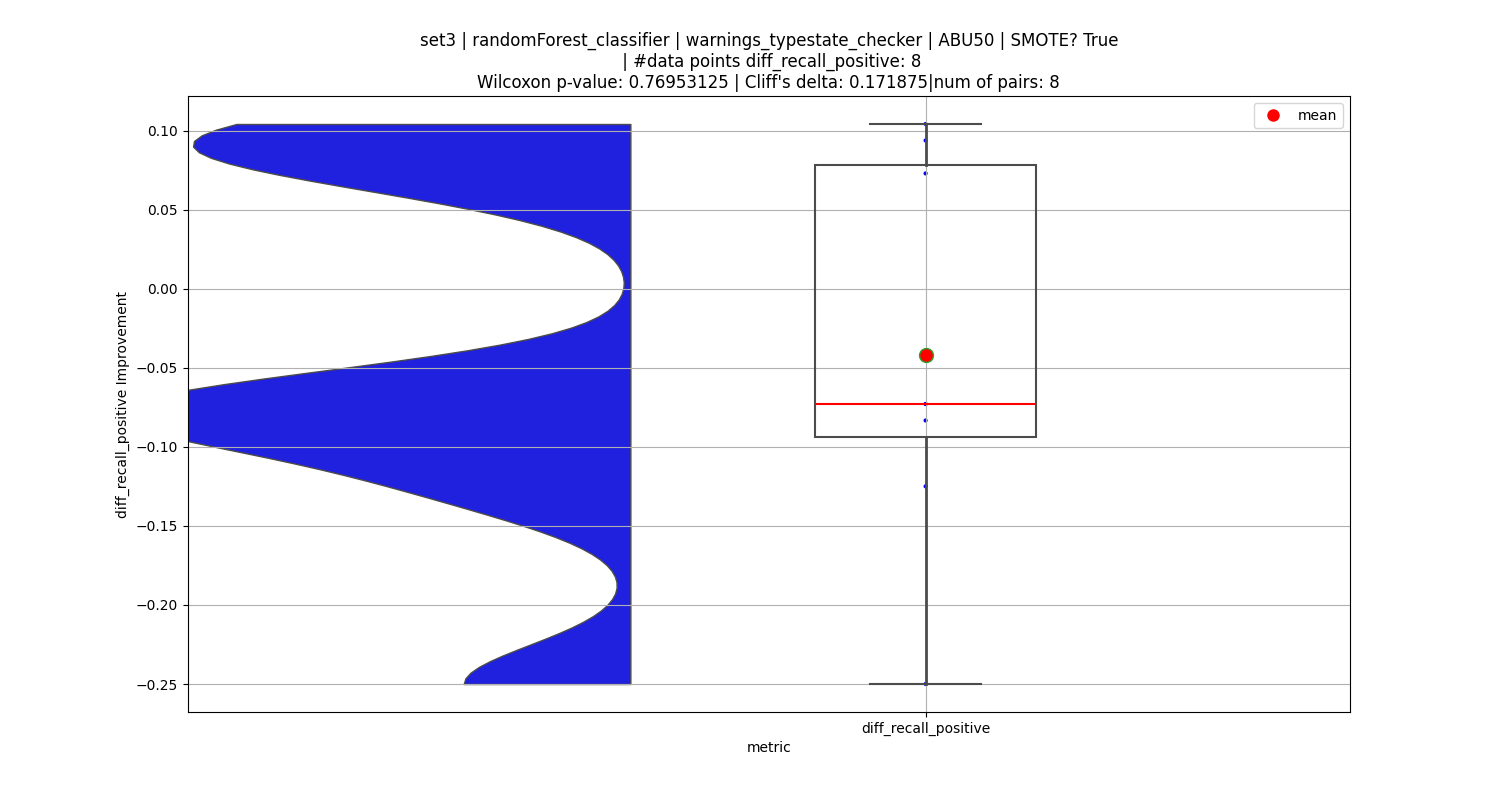 set3 | randomForest_classifier | warnings_typestate_checker | ABU50 | SMOTE? True
| #data points diff_recall_positive: 8
Wilcoxon p-value: 0.76953125 | Cliff's delta: 0.171875|num of pairs: 8
mean
0.10
0.05
0.00
−0.05
−0.10
−0.15
−0.20
−0.25
diff_recall_positive Improvement
diff_recall_positive
metric